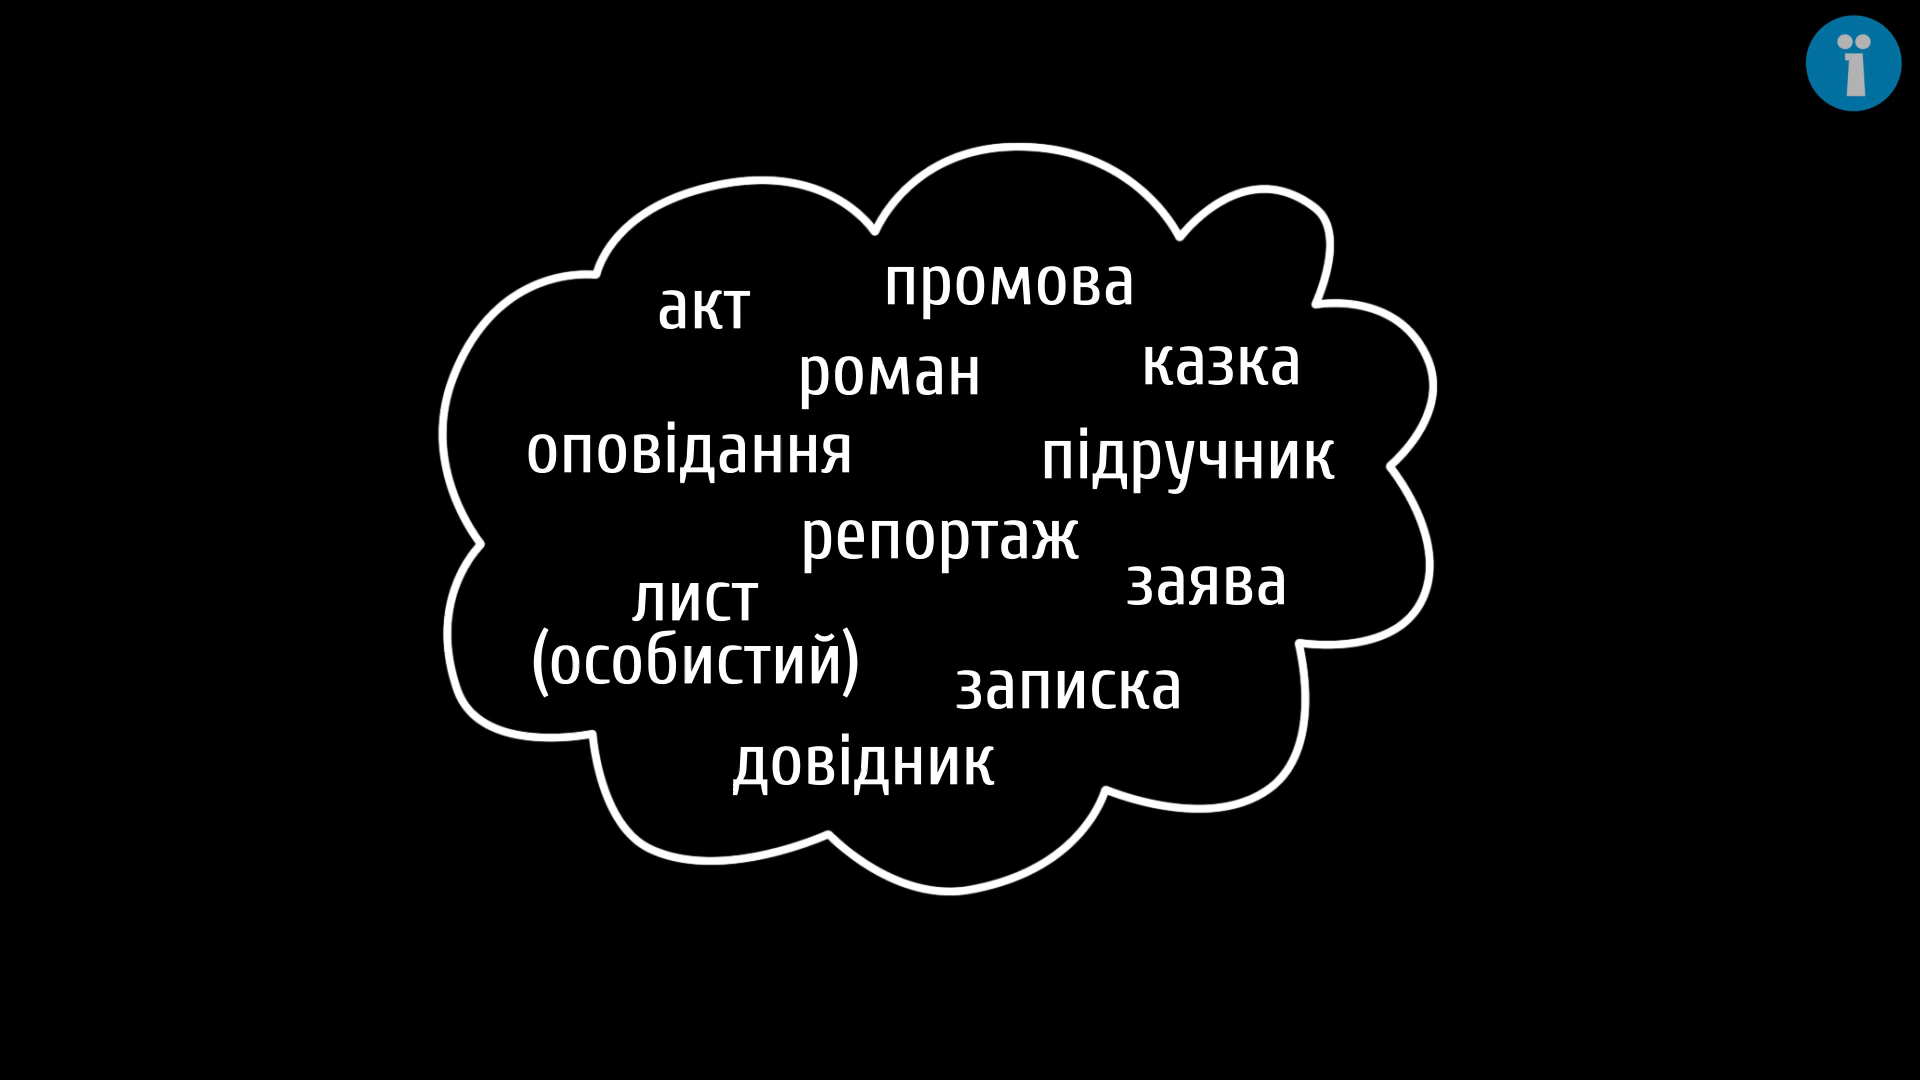 ї
промова
акт
роман
казка
оповідання
підручник
репортаж
заява
лист
(особистий)
записка
довідник